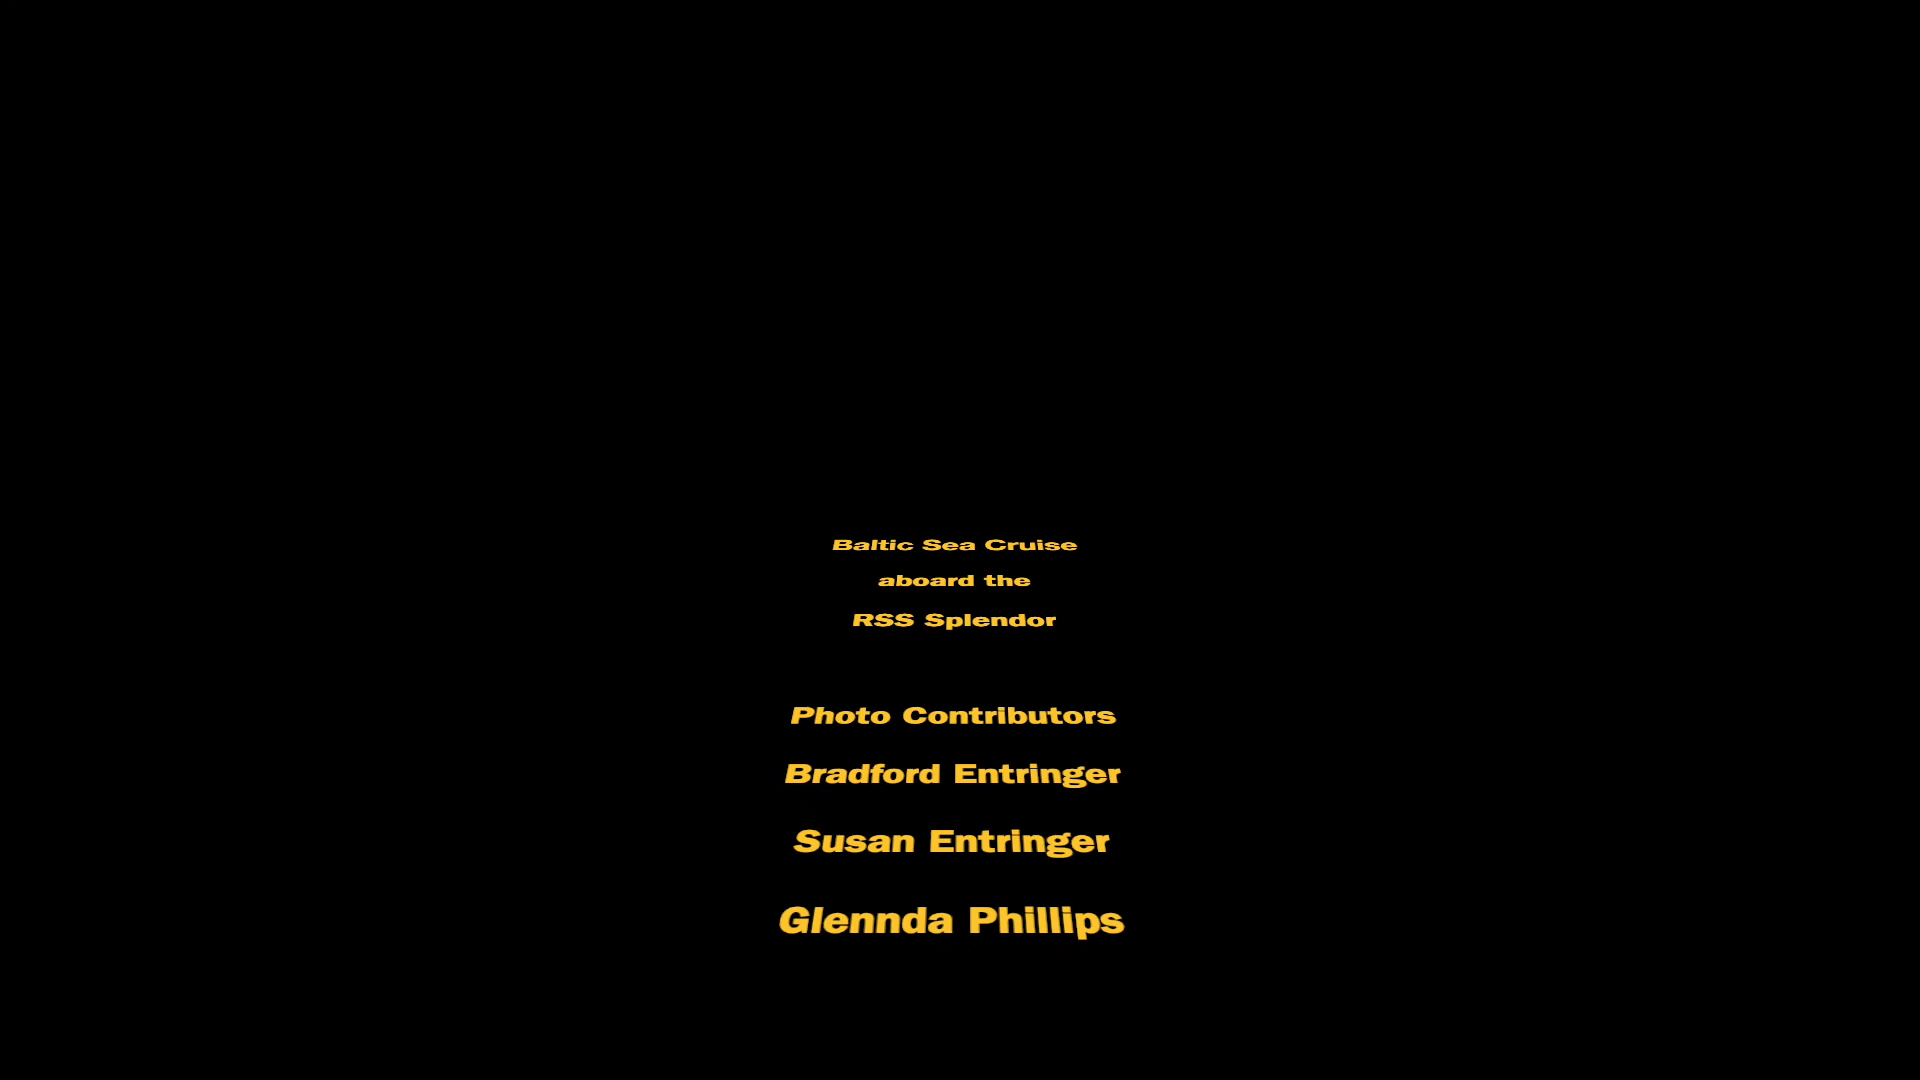 Baltic Sea Cruise
aboard the
RSS Splendor
Photo Contributors
Bradford Entringer
Susan Entringer
Glennda Phillips